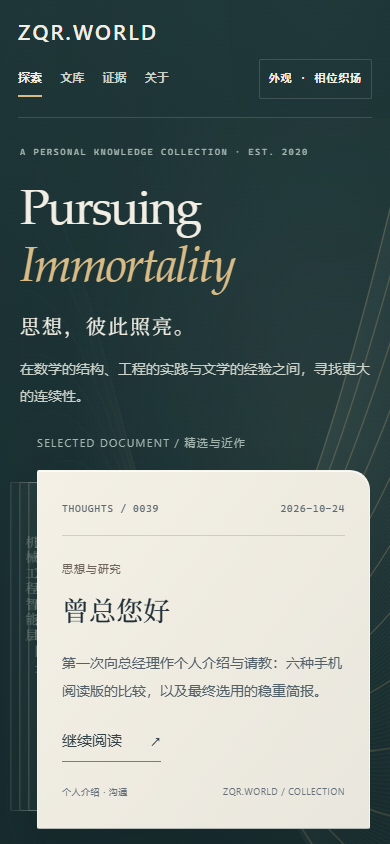 ZQR.WORLD
探索 文库 证据 关于 外观 · 相位织场
A PERSONAL KNOWLEDGE COLLECTION · EST. 2020
Pursuing
Immortality
思想，彼此照亮。
在数学的结构、工程的实践与文学的经验之间，寻找更大
的连续性。
SELECTED DOCUMENT / 精选与近作
THOUGHTS / 0039 2026-10-24
思想与研究
曾总您好
第一次向总经理作个人介绍与请教：六种手机
阅读版的比较，以及最终选用的稳重简报。
继续阅读 ↗
个人介绍 · 沟通 ZQR.WORLD / COLLECTION